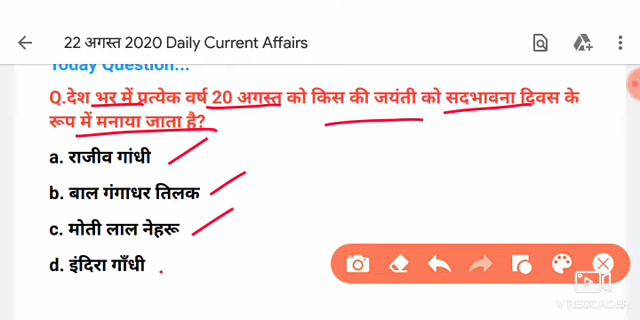 22 अगस्त 2020 Daily Current Affairs
Today Question...
Q.देश भर में प्रत्येक वर्ष 20 अगस्त को किस की जयंती को सदभावना दिवस के
रूप में मनाया जाता है?
a. राजीव गांधी
b. बाल गंगाधर तिलक
c. मोती लाल नेहरू
d. इंदिरा गाँधी
VRECORDER